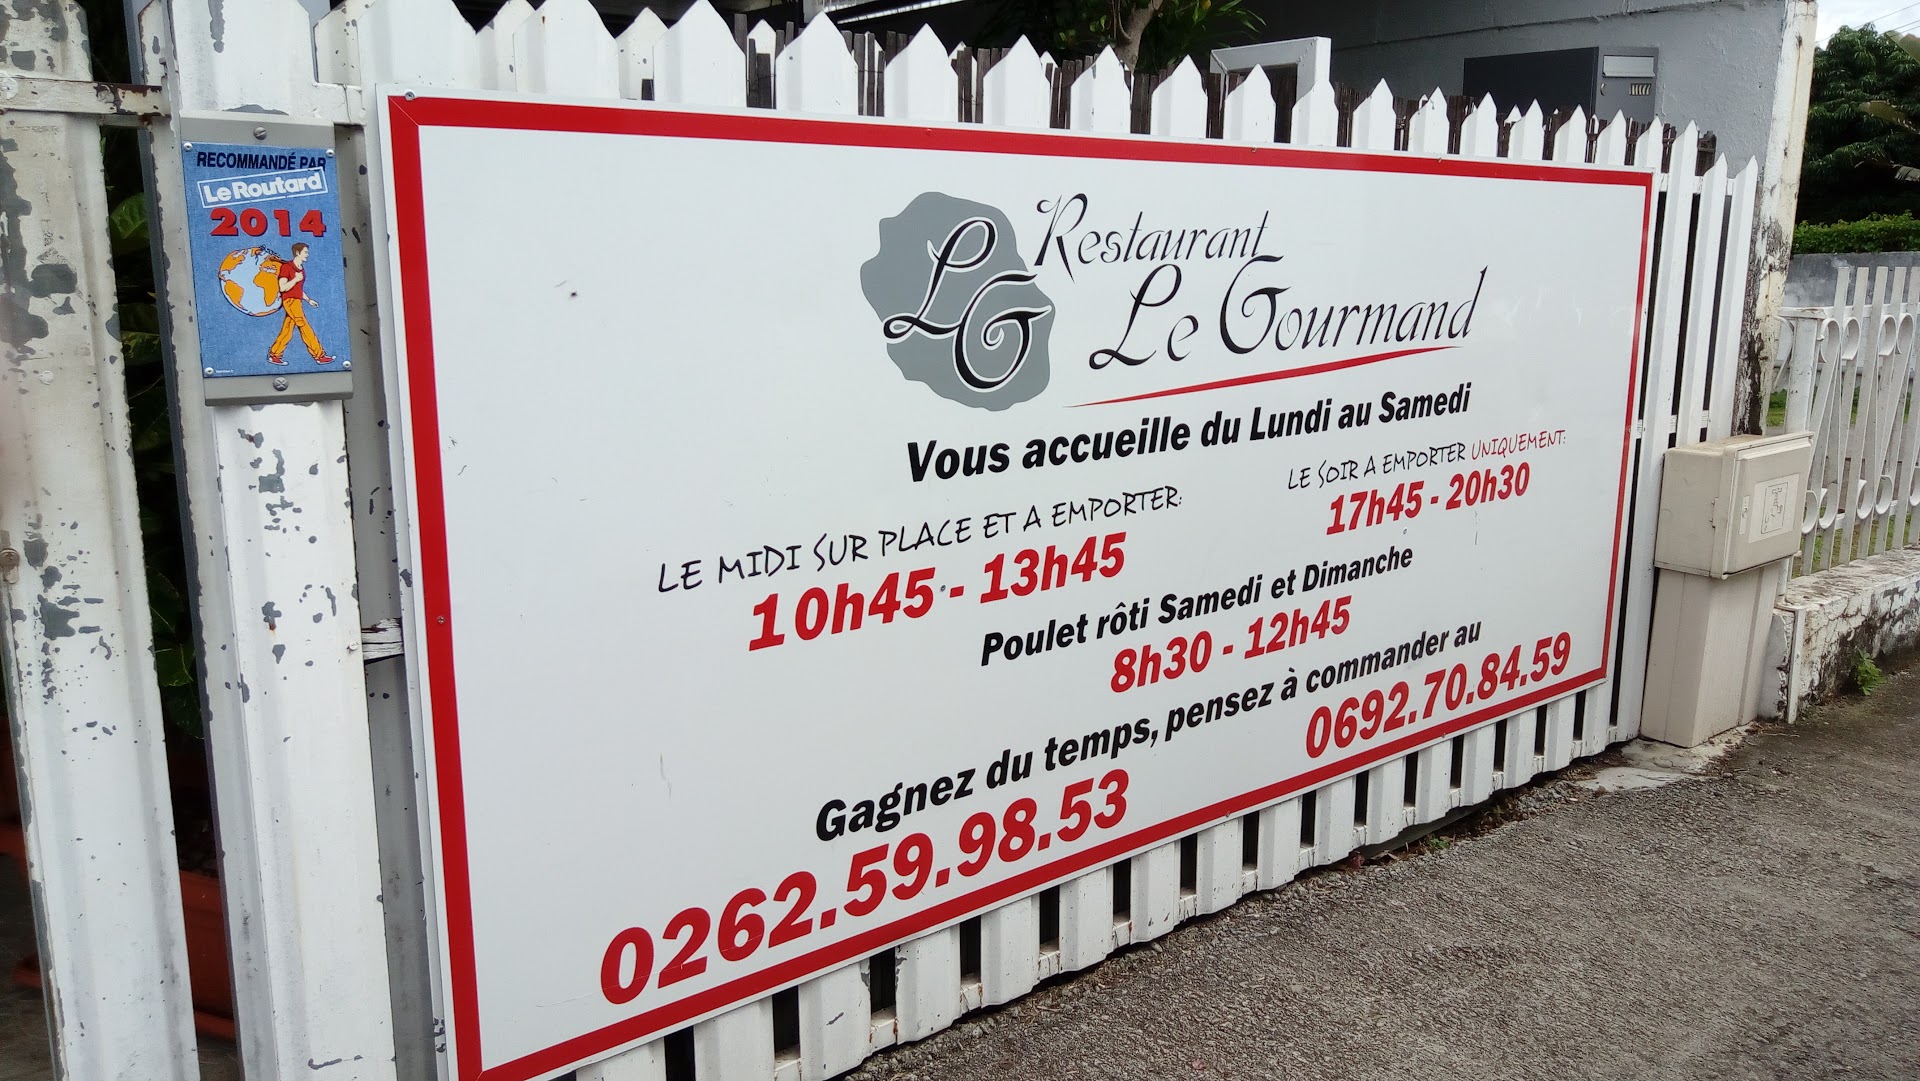 RECOMMANDÉ PAR
Le Routard
2014
LG
Restaurant
Le Gourmand
Vous accueille du Lundi au Samedi
LE MIDI SUR PLACE ET A EMPORTER:
10h45 - 13h45
LE SOIR A EMPORTER UNIQUEMENT:
17h45 - 20h30
Poulet rôti Samedi et Dimanche
8h30 - 12h45
Gagnez du temps, pensez à commander au
0262.59.98.53
0692.70.84.59